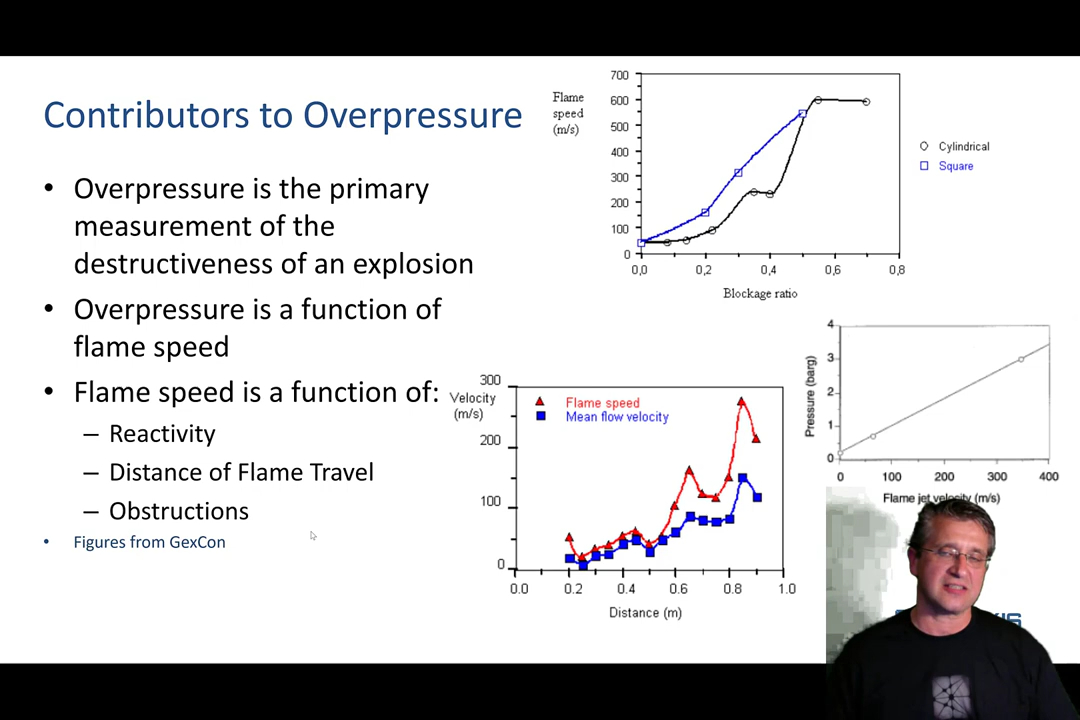 Contributors to Overpressure
• Overpressure is the primary
measurement of the
destructiveness of an explosion
• Overpressure is a function of
flame speed
• Flame speed is a function of:
– Reactivity
– Distance of Flame Travel
– Obstructions
• Figures from GexCon
Flame
speed
(m/s)
700
600
500
400
300
200
100
0
0,0 0,2 0,4 0,6 0,8
Blockage ratio
Cylindrical
Square
Velocity
(m/s)
300
200
100
0
Flame speed
Mean flow velocity
0.0 0.2 0.4 0.6 0.8 1.0
Distance (m)
Pressure (barg)
4
3
2
1
0
0 100 200 300 400
Flame jet velocity (m/s)